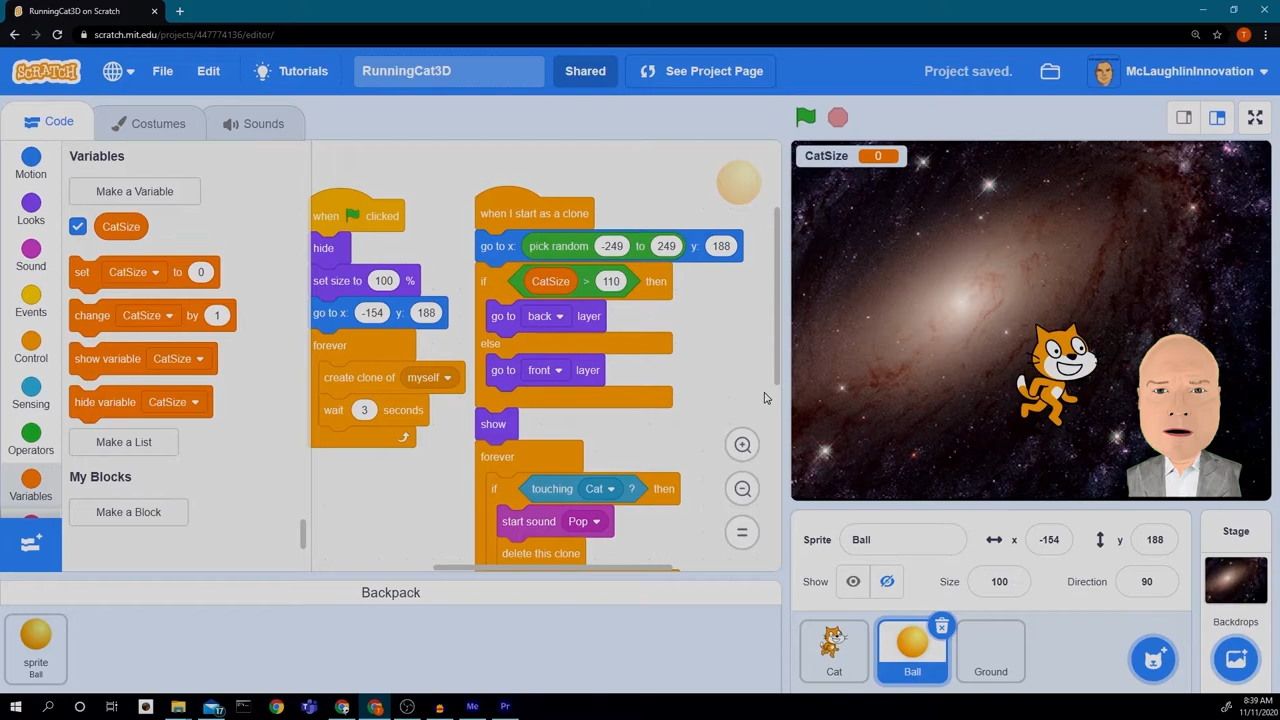 RunningCat3D on Scratch
scratch.mit.edu/projects/447774136/editor/
T
SCRATCH
File
Edit
Tutorials
RunningCat3D
Shared
See Project Page
Project saved.
McLaughlinInnovation
Code
Costumes
Sounds
Motion
Looks
Sound
Events
Control
Sensing
Operators
Variables
Variables
Make a Variable
CatSize
set CatSize to 0
change CatSize by 1
show variable CatSize
hide variable CatSize
Make a List
My Blocks
Make a Block
when clicked
hide
set size to 100 %
go to x: -154 y: 188
forever
create clone of myself
wait 3 seconds
when I start as a clone
go to x: pick random -249 to 249 y: 188
if CatSize > 110 then
go to back layer
else
go to front layer
show
forever
if touching Cat ? then
start sound Pop
delete this clone
CatSize 0
Sprite Ball x -154 y 188
Show Size 100 Direction 90
Cat
Ball
Ground
Stage
Backdrops
Backpack
sprite
Ball
17
Me
Pr
8:39 AM
11/11/2020